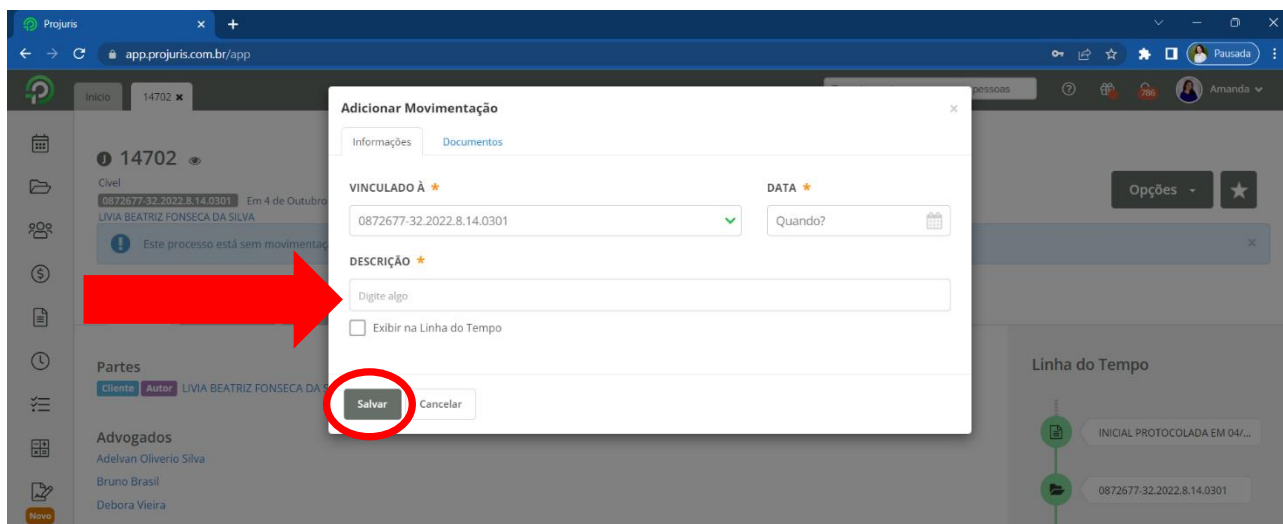 Projuris
app.projuris.com.br/app
Pausada
Início
14702
pessoas
786
Amanda
14702
Cível
0872677-32.2022.8.14.0301 Em 4 de Outubro
LIVIA BEATRIZ FONSECA DA SILVA
Este processo está sem movimentaç
Opções
Adicionar Movimentação
Informações
Documentos
VINCULADO À *
DATA *
0872677-32.2022.8.14.0301
Quando?
DESCRIÇÃO *
Digite algo
Exibir na Linha do Tempo
Salvar
Cancelar
Partes
Cliente Autor LIVIA BEATRIZ FONSECA DA S
Advogados
Adelvan Oliverio Silva
Bruno Brasil
Debora Vieira
Novo
Linha do Tempo
INICIAL PROTOCOLADA EM 04/...
0872677-32.2022.8.14.0301